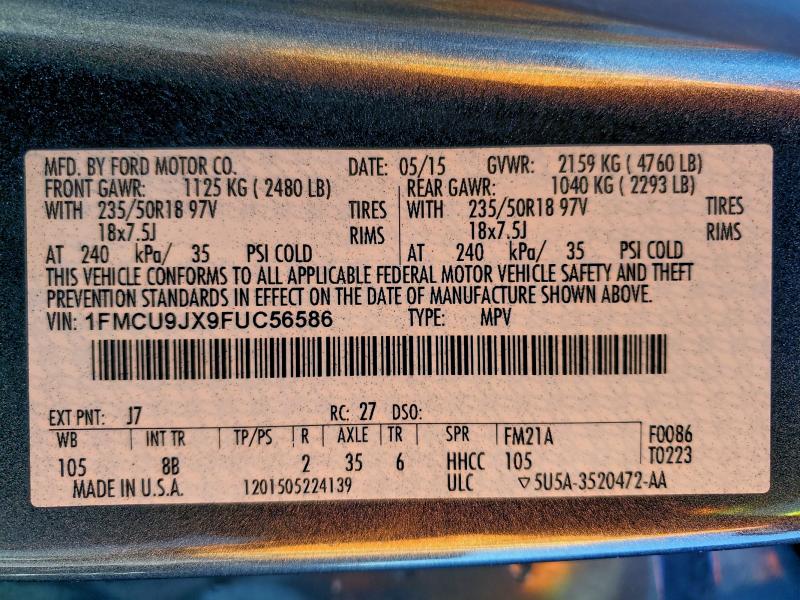 MFD. BY FORD MOTOR CO. DATE: 05/15 GVWR: 2159 KG ( 4760 LB)
FRONT GAWR: 1125 KG ( 2480 LB) REAR GAWR: 1040 KG ( 2293 LB)
WITH 235/50R18 97V TIRES WITH 235/50R18 97V TIRES
18x7.5J RIMS 18x7.5J RIMS
AT 240 kPa/ 35 PSI COLD AT 240 kPa/ 35 PSI COLD
THIS VEHICLE CONFORMS TO ALL APPLICABLE FEDERAL MOTOR VEHICLE SAFETY AND THEFT
PREVENTION STANDARDS IN EFFECT ON THE DATE OF MANUFACTURE SHOWN ABOVE.
VIN: 1FMCU9JX9FUC56586 TYPE: MPV
EXT PNT: J7 RC: 27 DSO:
WB INT TR TP/PS R AXLE TR SPR FM21A F0086
105 8B 2 35 6 HHCC 105 T0223
MADE IN U.S.A. 1201505224139 ULC ▽5U5A-3520472-AA